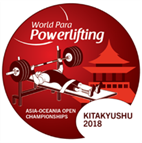 World Para
Powerlifting
ASIA-OCEANIA OPEN
CHAMPIONSHIPS
KITAKYUSHU
2018